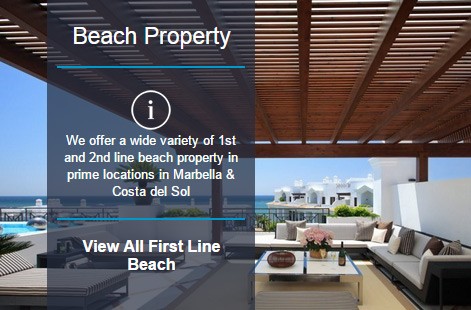 Beach Property
i
We offer a wide variety of 1st
and 2nd line beach property in
prime locations in Marbella &
Costa del Sol
View All First Line
Beach